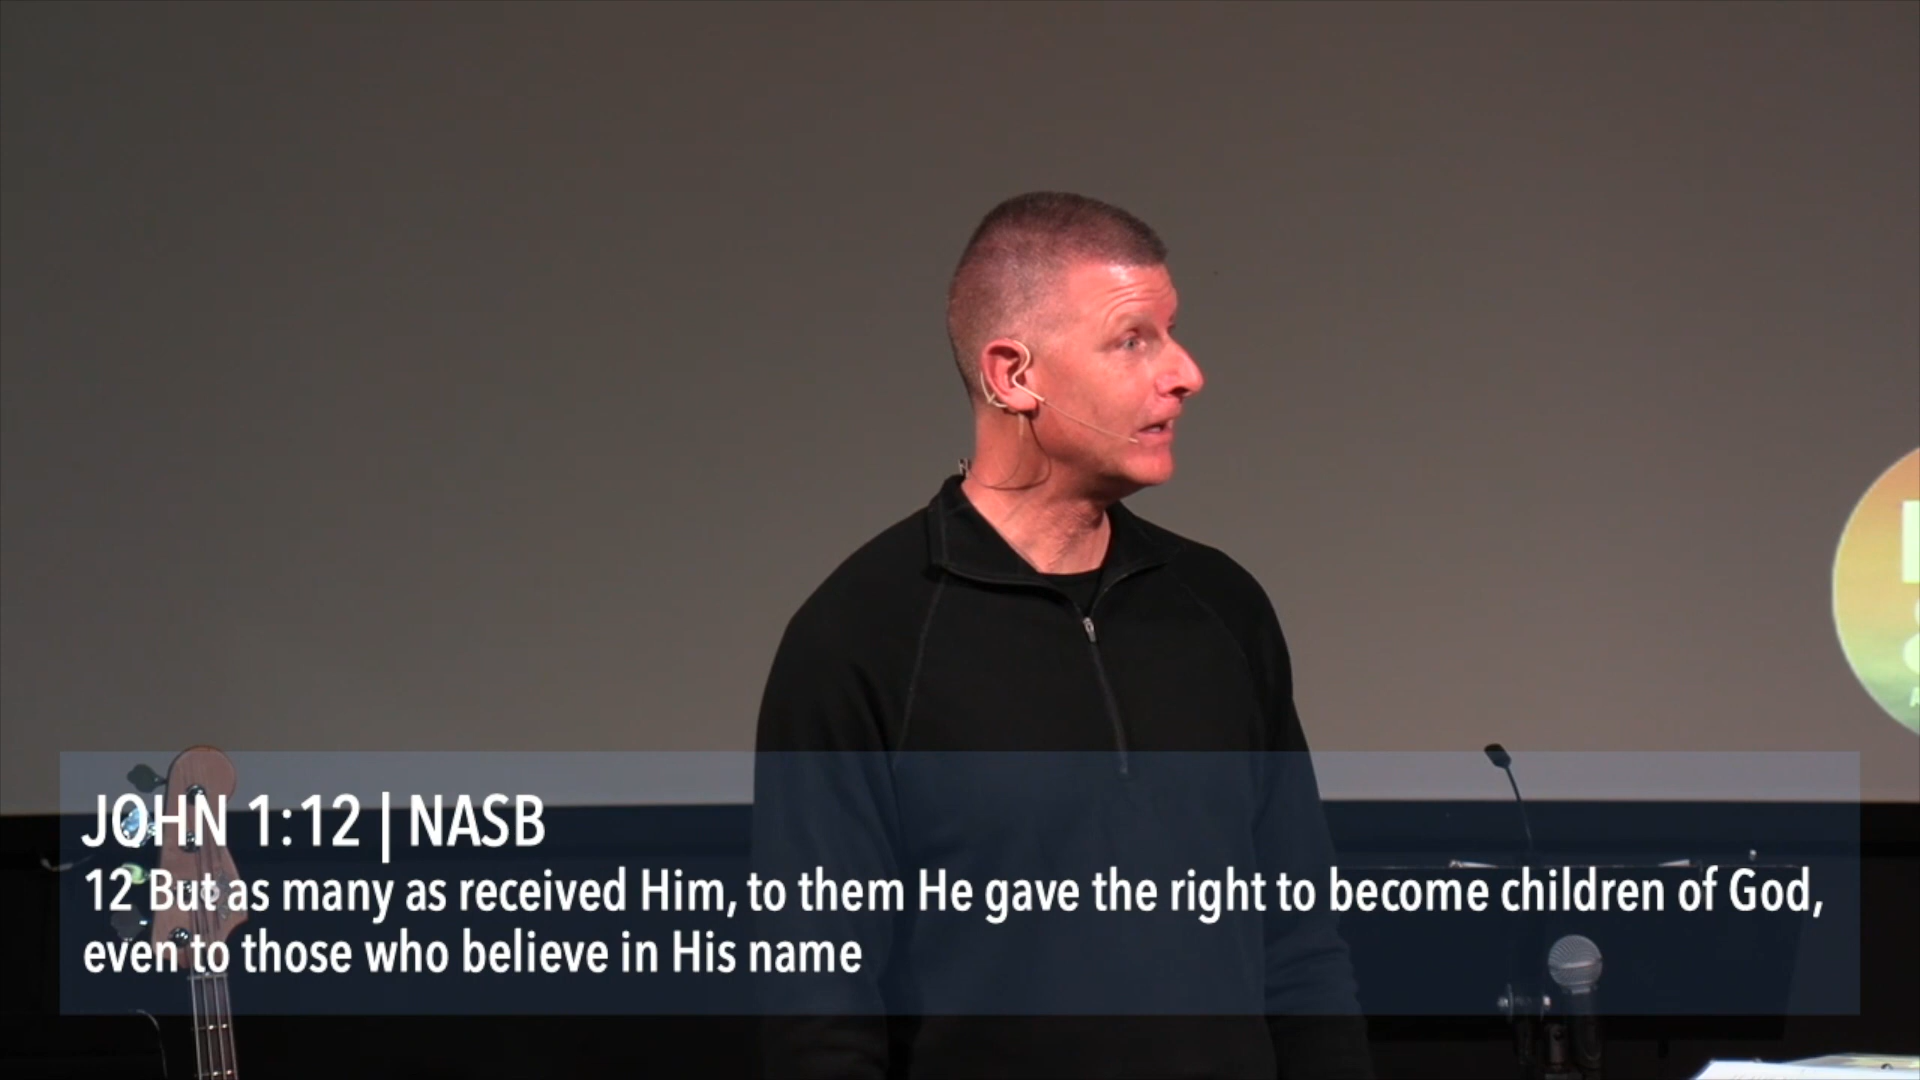 JOHN 1:12 | NASB
12 But as many as received Him, to them He gave the right to become children of God,
even to those who believe in His name